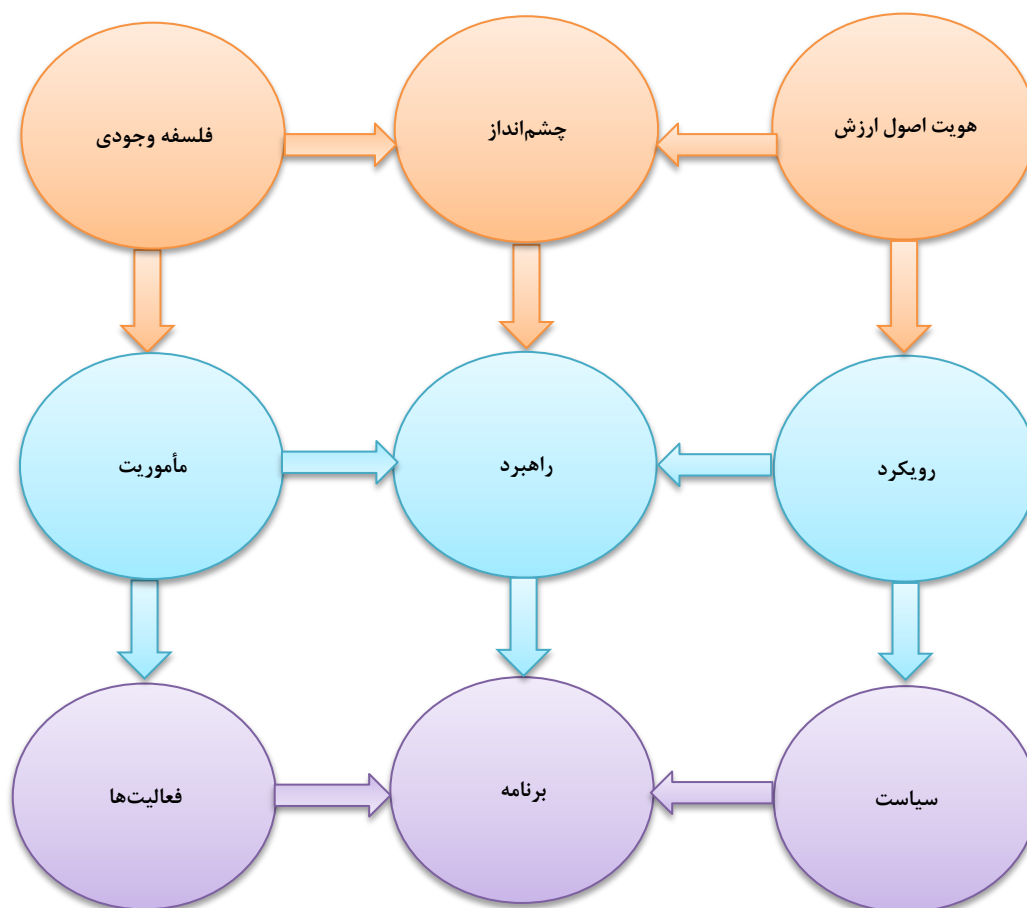 هویت اصول ارزش
چشم‌انداز
فلسفه وجودی
رویکرد
راهبرد
مأموریت
سیاست
برنامه
فعالیت‌ها